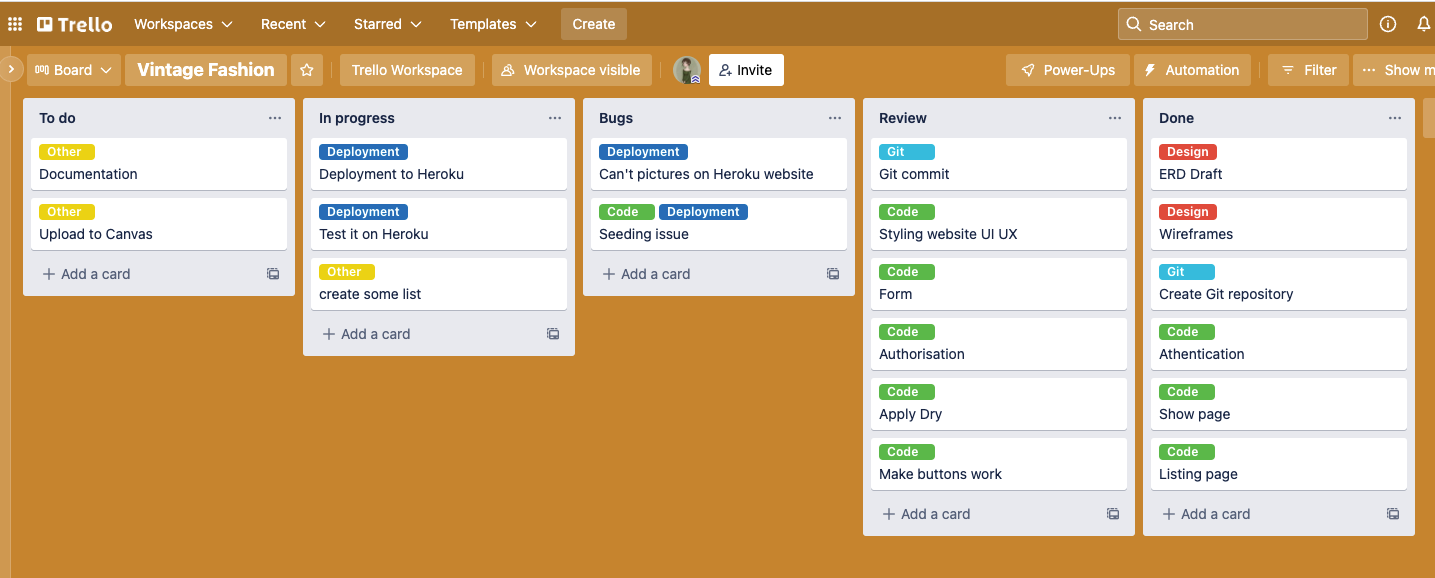 Trello Workspaces Recent Starred Templates Create Search
Board Vintage Fashion Trello Workspace Workspace visible Invite Power-Ups Automation Filter Show m
To do
Other
Documentation
Other
Upload to Canvas
Add a card
In progress
Deployment
Deployment to Heroku
Deployment
Test it on Heroku
Other
create some list
Add a card
Bugs
Deployment
Can't pictures on Heroku website
Code Deployment
Seeding issue
Add a card
Review
Git
Git commit
Code
Styling website UI UX
Code
Form
Code
Authorisation
Code
Apply Dry
Code
Make buttons work
Add a card
Done
Design
ERD Draft
Design
Wireframes
Git
Create Git repository
Code
Athentication
Code
Show page
Code
Listing page
Add a card